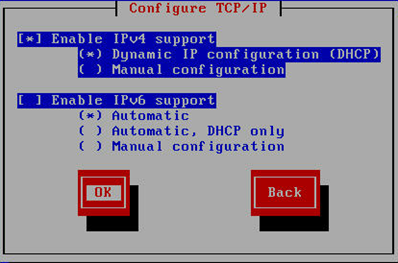 Configure TCP/IP
[*] Enable IPv4 support
(*) Dynamic IP configuration (DHCP)
( ) Manual configuration
[ ] Enable IPv6 support
(*) Automatic
( ) Automatic, DHCP only
( ) Manual configuration
OK
Back